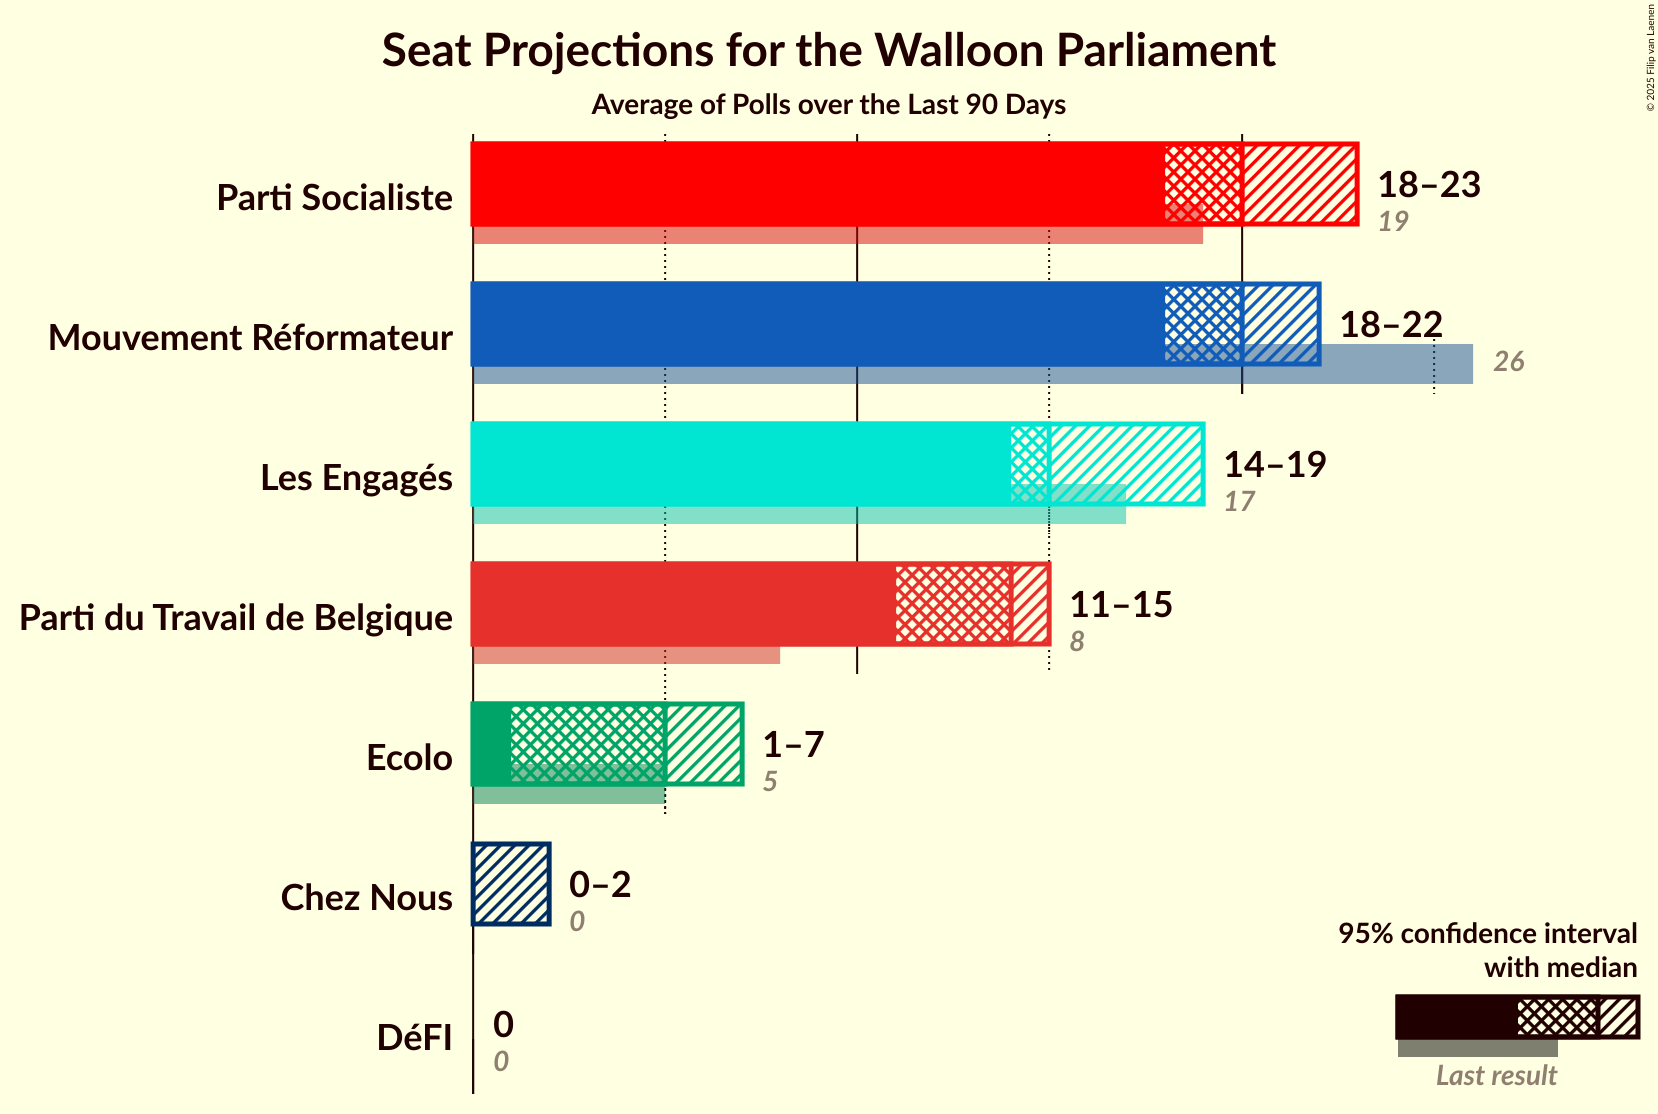 Seat Projections for the Walloon Parliament
Average of Polls over the Last 90 Days
© 2025 Filip van Laenen
Parti Socialiste
18–23
19
Mouvement Réformateur
18–22
26
Les Engagés
14–19
17
Parti du Travail de Belgique
11–15
8
Ecolo
1–7
5
Chez Nous
0–2
0
DéFI
0
0
95% confidence interval
with median
Last result